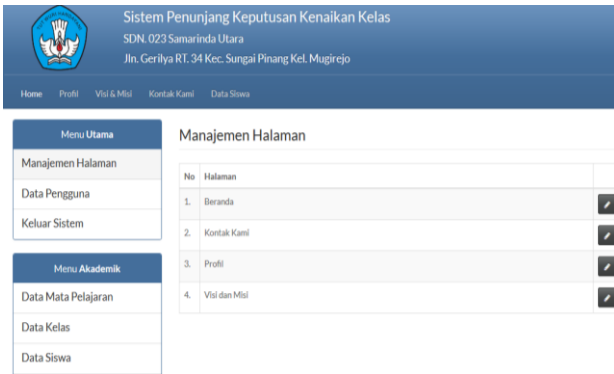 Sistem Penunjang Keputusan Kenaikan Kelas
SDN. 023 Samarinda Utara
Jln. Gerilya RT. 34 Kec. Sungai Pinang Kel. Mugirejo
Home Profil Visi & Misi Kontak Kami Data Siswa
Menu Utama
Manajemen Halaman
Data Pengguna
Keluar Sistem
Menu Akademik
Data Mata Pelajaran
Data Kelas
Data Siswa
Manajemen Halaman
No Halaman
1. Beranda
2. Kontak Kami
3. Profil
4. Visi dan Misi